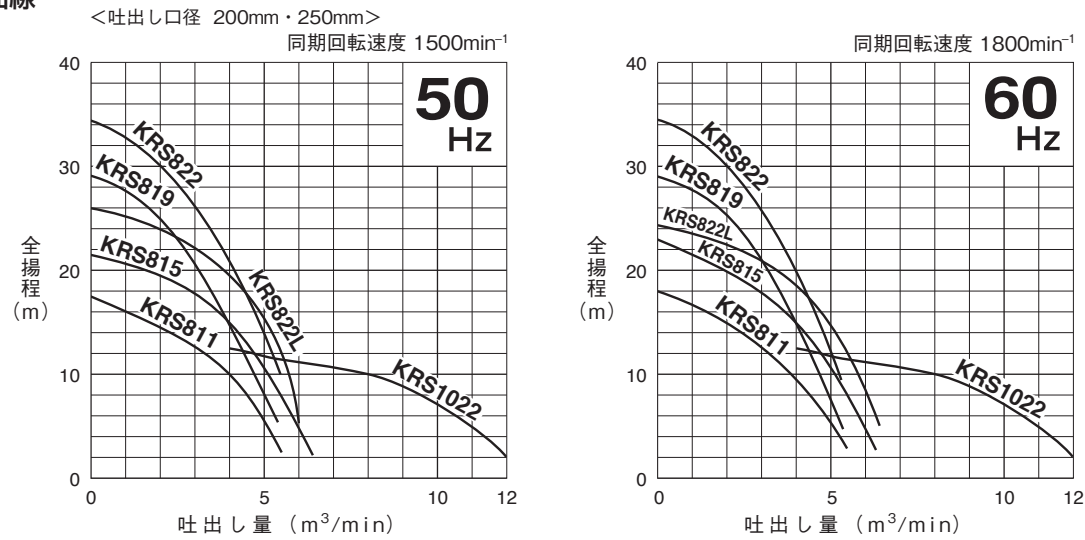 ＜吐出し口径 200mm・250mm＞
同期回転速度 1500min⁻¹
50
Hz
40
30
20
10
0
全揚程
（m）
KRS822
KRS819
KRS815
KRS811
KRS822L
KRS1022
0
5
10
12
吐出し量（m³/min）
同期回転速度 1800min⁻¹
60
Hz
40
30
20
10
0
全揚程
（m）
KRS822
KRS819
KRS822L
KRS815
KRS811
KRS1022
0
5
10
12
吐出し量（m³/min）